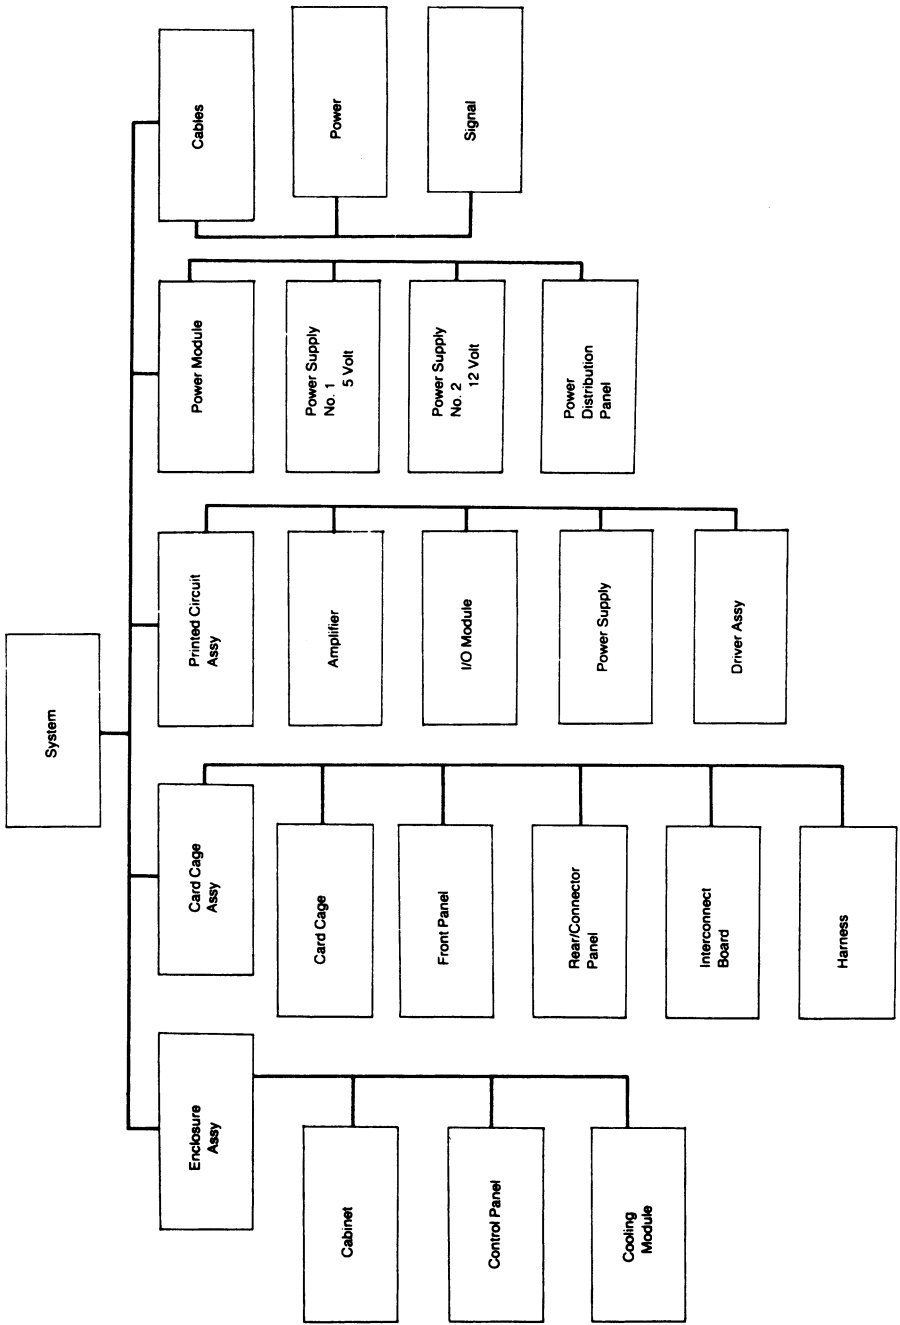 System
Enclosure
Assy
Cabinet
Control Panel
Cooling
Module
Card Cage
Assy
Card Cage
Front Panel
Rear/Connector
Panel
Interconnect
Board
Harness
Printed Circuit
Assy
Amplifier
I/O Module
Power Supply
Driver Assy
Power Module
Power Supply
No. 1
5 Volt
Power Supply
No. 2
12 Volt
Power
Distribution
Panel
Cables
Power
Signal